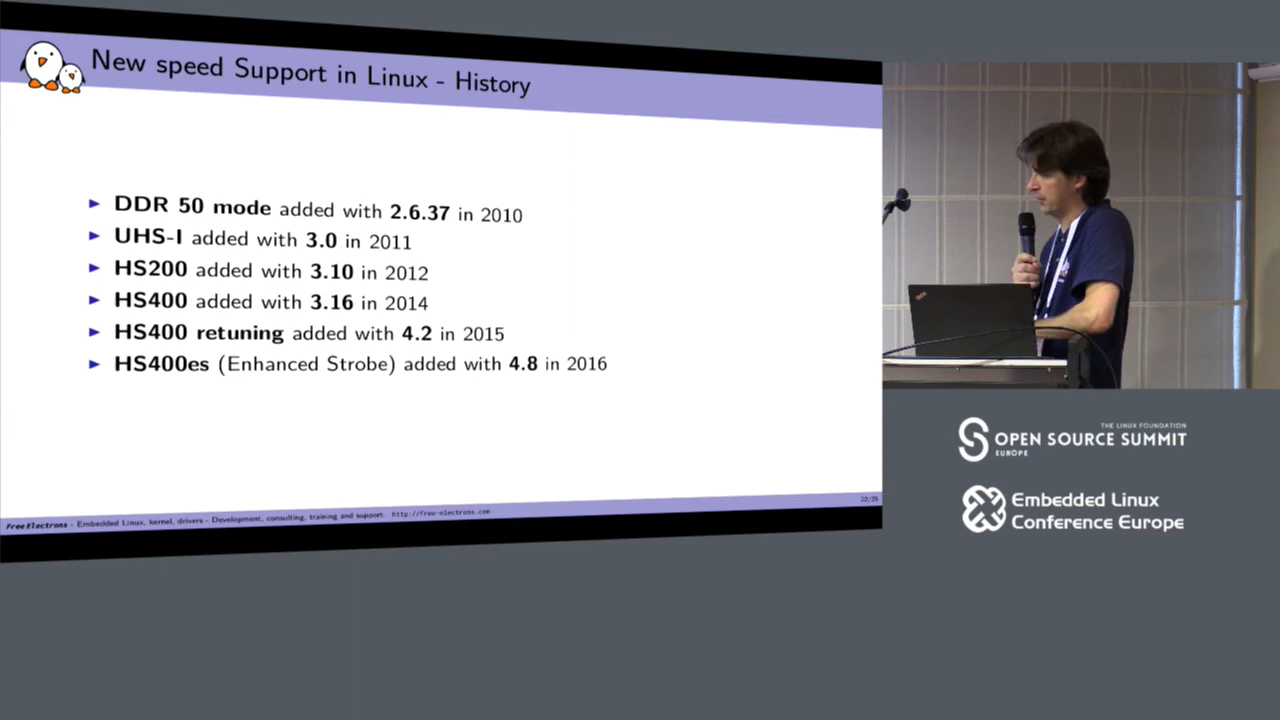 New speed Support in Linux - History
► DDR 50 mode added with 2.6.37 in 2010
► UHS-I added with 3.0 in 2011
► HS200 added with 3.10 in 2012
► HS400 added with 3.16 in 2014
► HS400 retuning added with 4.2 in 2015
► HS400es (Enhanced Strobe) added with 4.8 in 2016
22/25
Free Electrons - Embedded Linux, kernel, drivers - Development, consulting, training and support. http://free-electrons.com
THE LINUX FOUNDATION
OPEN SOURCE SUMMIT
EUROPE
Embedded Linux
Conference Europe